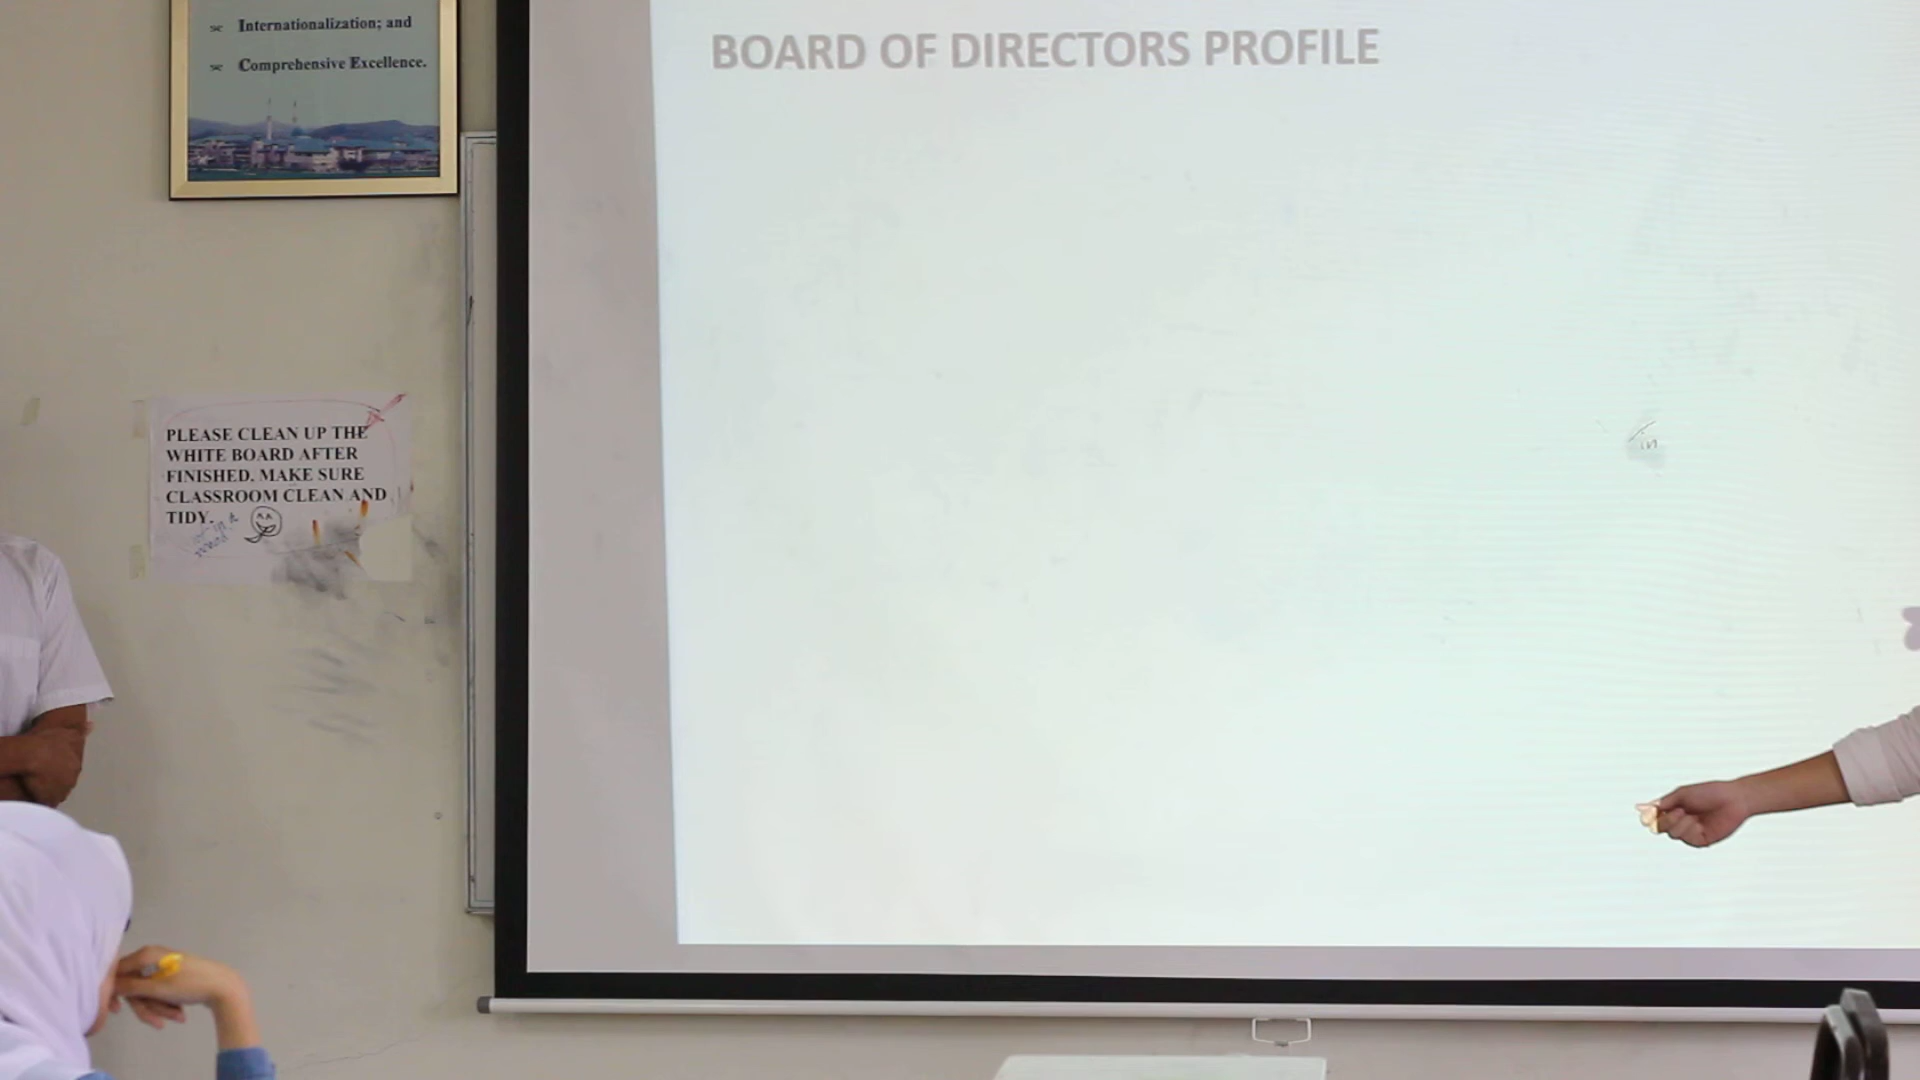 Internationalization; and
Comprehensive Excellence.
BOARD OF DIRECTORS PROFILE
PLEASE CLEAN UP THE
WHITE BOARD AFTER
FINISHED. MAKE SURE
CLASSROOM CLEAN AND
TIDY.
in